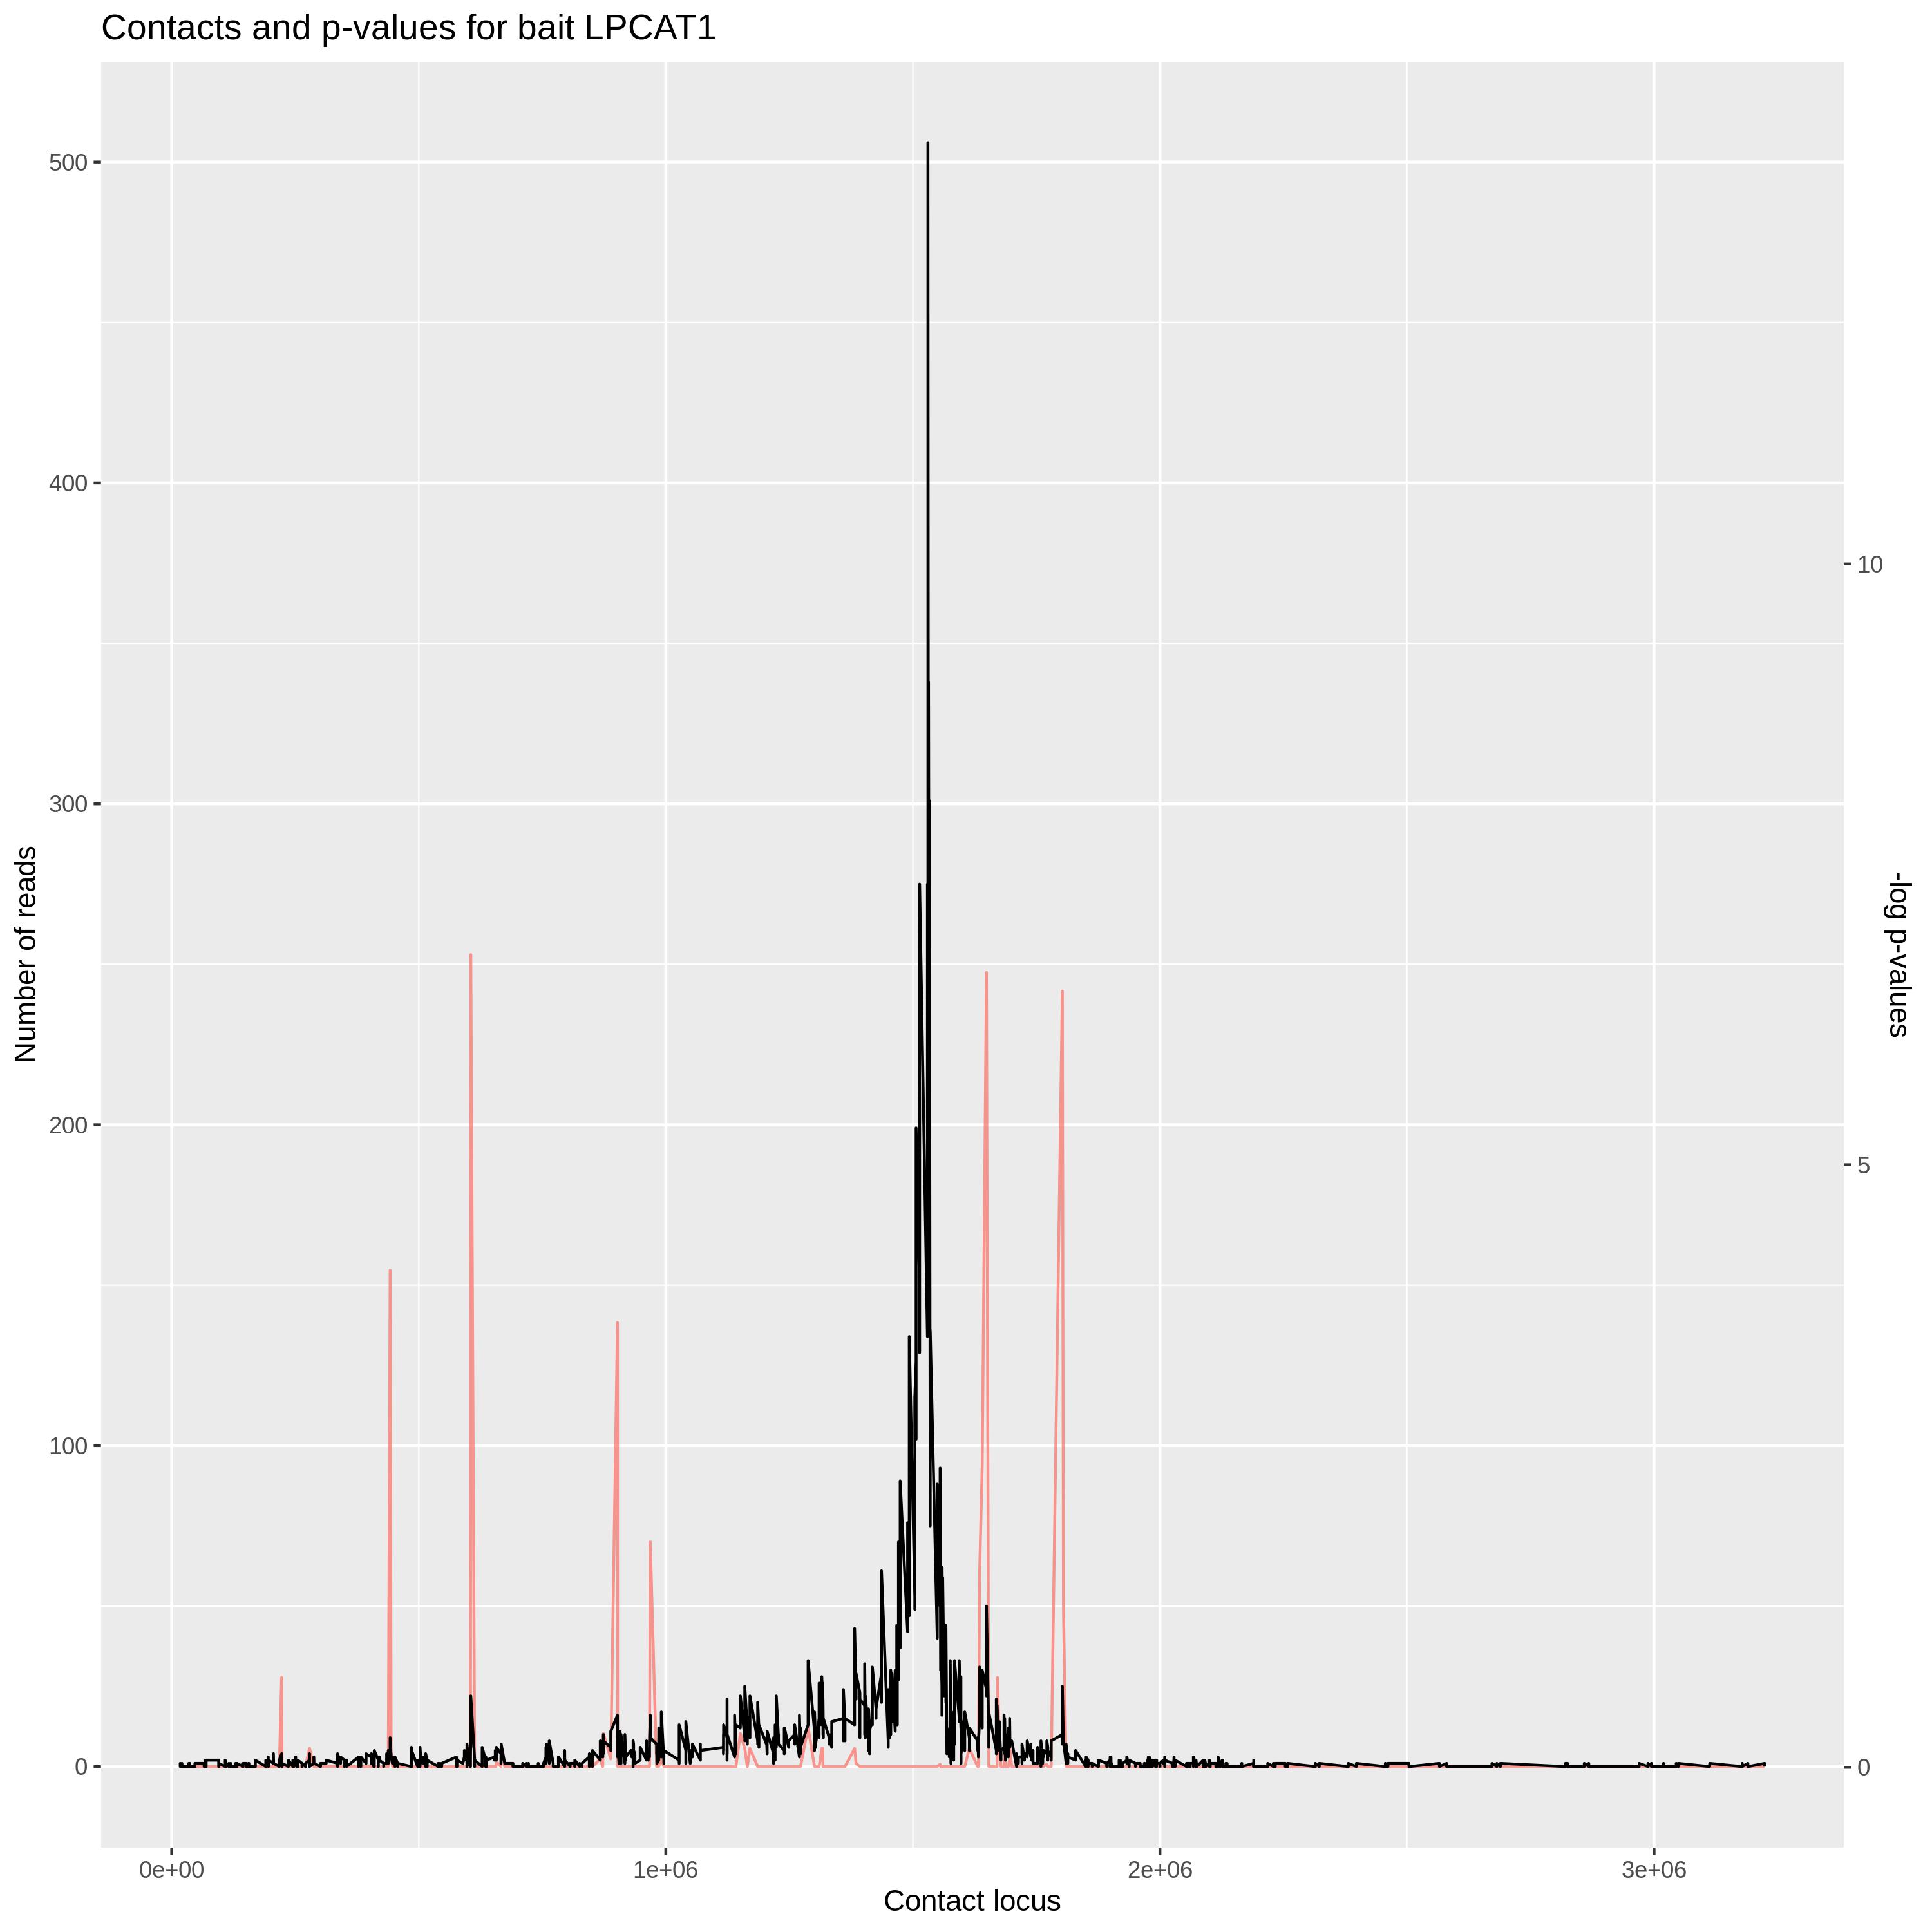 Contacts and p-values for bait LPCAT1
500
400
300
200
100
0
Number of reads
10
5
0
-log p-values
0e+00
1e+06
2e+06
3e+06
Contact locus